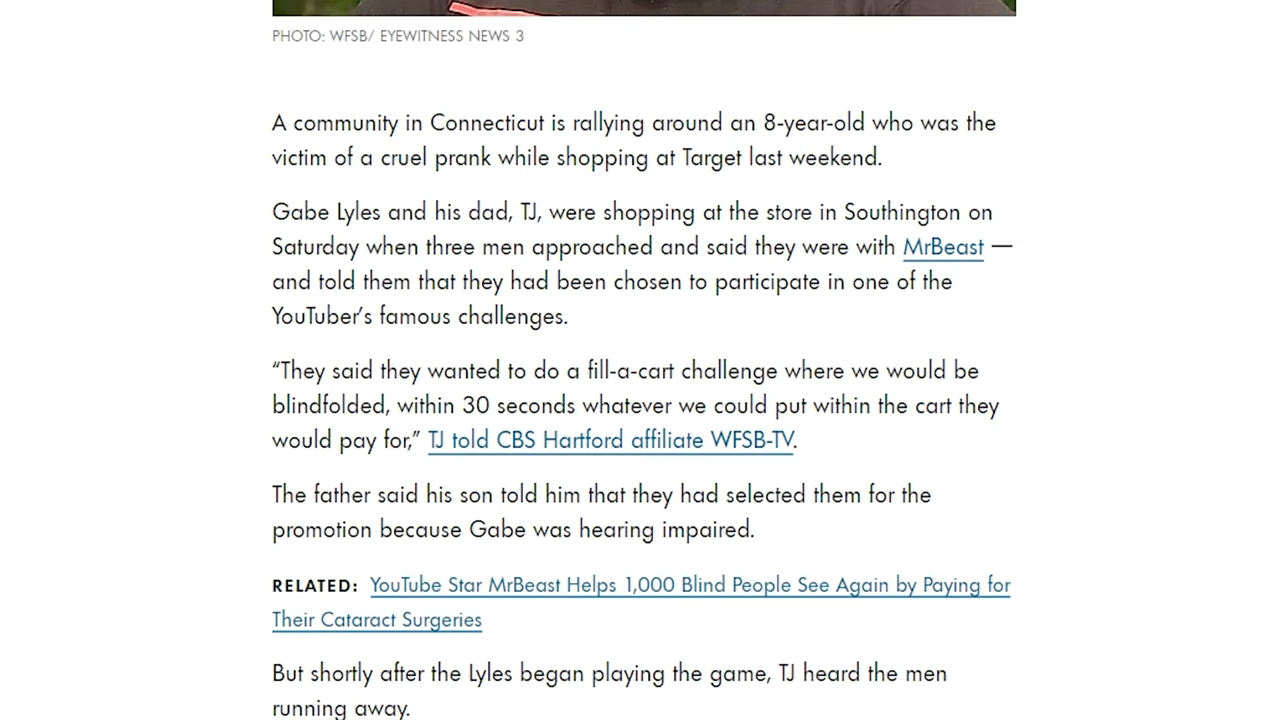 PHOTO: WFSB/ EYEWITNESS NEWS 3
A community in Connecticut is rallying around an 8-year-old who was the
victim of a cruel prank while shopping at Target last weekend.
Gabe Lyles and his dad, TJ, were shopping at the store in Southington on
Saturday when three men approached and said they were with MrBeast —
and told them that they had been chosen to participate in one of the
YouTuber’s famous challenges.
“They said they wanted to do a fill-a-cart challenge where we would be
blindfolded, within 30 seconds whatever we could put within the cart they
would pay for,” TJ told CBS Hartford affiliate WFSB-TV.
The father said his son told him that they had selected them for the
promotion because Gabe was hearing impaired.
RELATED: YouTube Star MrBeast Helps 1,000 Blind People See Again by Paying for
Their Cataract Surgeries
But shortly after the Lyles began playing the game, TJ heard the men
running away.